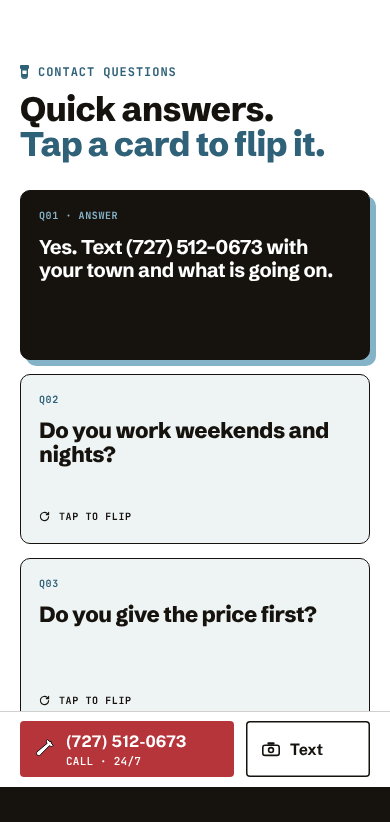 CONTACT QUESTIONS
Quick answers.
Tap a card to flip it.
Q01 · ANSWER
Yes. Text (727) 512-0673 with
your town and what is going on.
Q02
Do you work weekends and
nights?
TAP TO FLIP
Q03
Do you give the price first?
TAP TO FLIP
(727) 512-0673
CALL · 24/7
Text